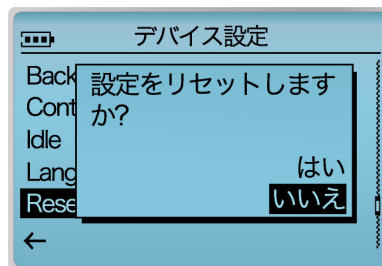 デバイス設定
Back
Cont
Idle
Lang
Rese
設定をリセットします
か?
はい
いいえ